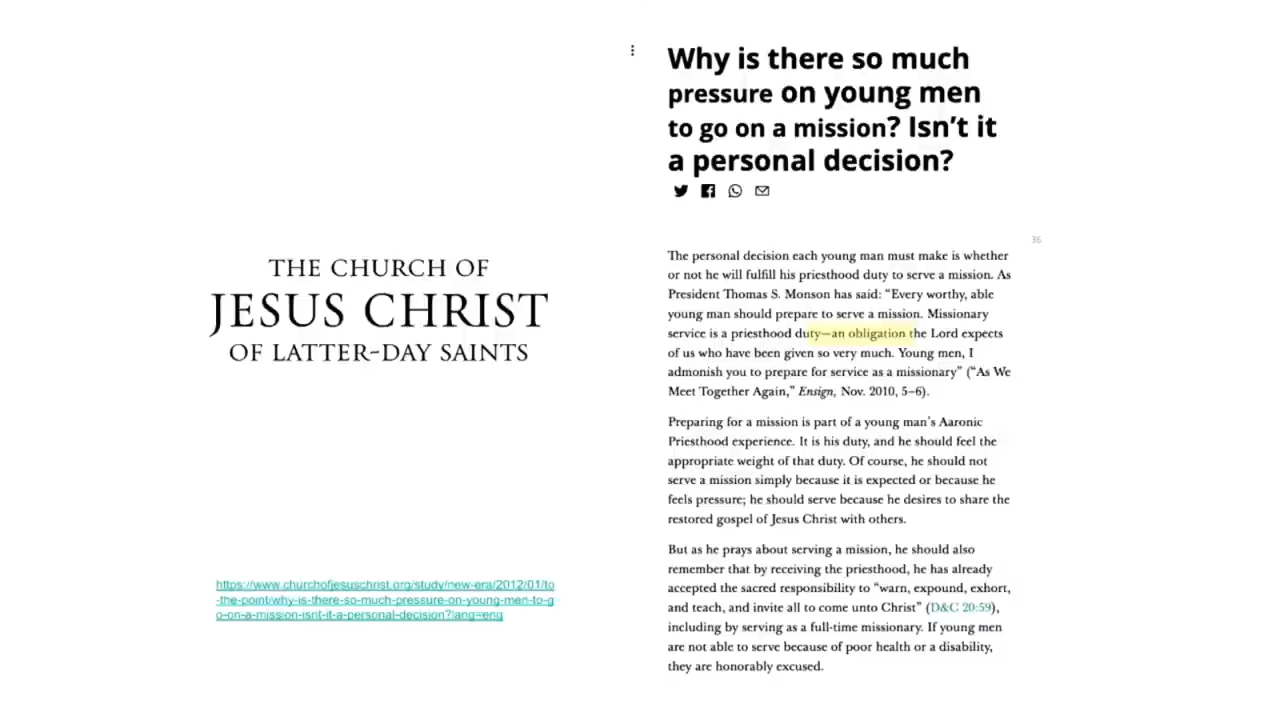 THE CHURCH OF
JESUS CHRIST
OF LATTER-DAY SAINTS
https://www.churchofjesuschrist.org/study/new-era/2012/01/to
-the-point/why-is-there-so-much-pressure-on-young-men-to-g
o-on-a-mission-isnt-it-a-personal-decision?lang=eng
Why is there so much
pressure on young men
to go on a mission? Isn't it
a personal decision?
36
The personal decision each young man must make is whether
or not he will fulfill his priesthood duty to serve a mission. As
President Thomas S. Monson has said: “Every worthy, able
young man should prepare to serve a mission. Missionary
service is a priesthood duty—an obligation the Lord expects
of us who have been given so very much. Young men, I
admonish you to prepare for service as a missionary” (“As We
Meet Together Again,” Ensign, Nov. 2010, 5–6).
Preparing for a mission is part of a young man’s Aaronic
Priesthood experience. It is his duty, and he should feel the
appropriate weight of that duty. Of course, he should not
serve a mission simply because it is expected or because he
feels pressure; he should serve because he desires to share the
restored gospel of Jesus Christ with others.
But as he prays about serving a mission, he should also
remember that by receiving the priesthood, he has already
accepted the sacred responsibility to “warn, expound, exhort,
and teach, and invite all to come unto Christ” (D&C 20:59),
including by serving as a full-time missionary. If young men
are not able to serve because of poor health or a disability,
they are honorably excused.